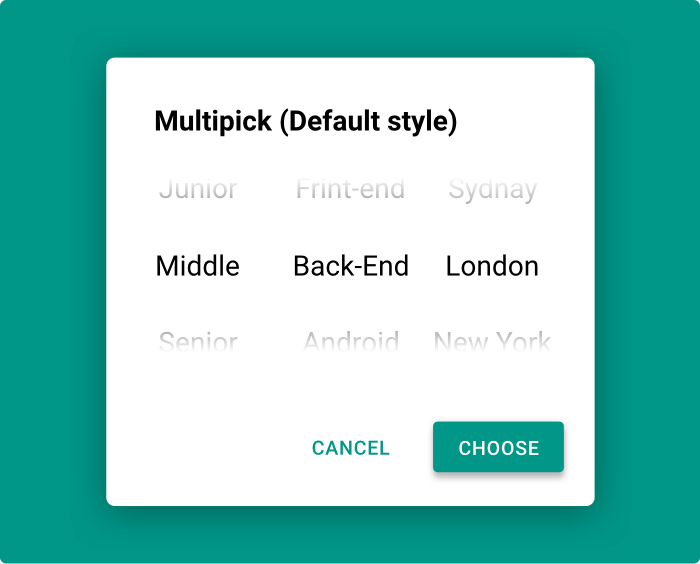 Multipick (Default style)
Junior Frint-end Sydnay
Middle Back-End London
Senior Android New York
CANCEL CHOOSE